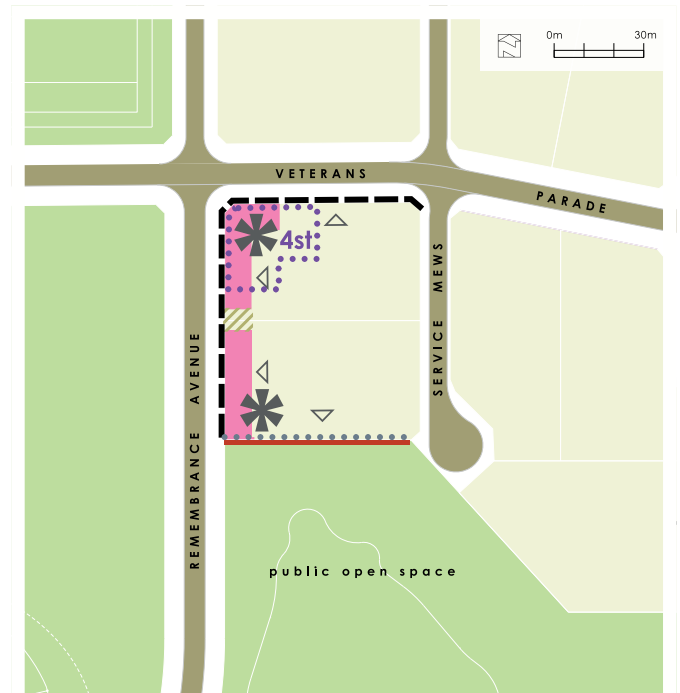 0m 30m
VETERANS
PARADE
4st
SERVICE MEWS
REMEMBRANCE AVENUE
public open space